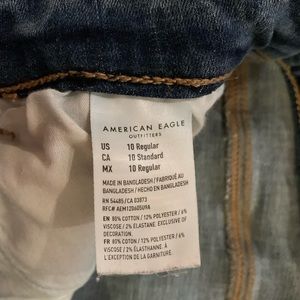 AMERICAN EAGLE
OUTFITTERS
US 10 Regular
CA 10 Standard
MX 10 Regular
MADE IN BANGLADESH / FABRIQUÉ AU
BANGLADESH / HECHO EN BANGLADESH
RN 54485/CA 03873
RFC# AEM120605U9A
EN 80% COTTON / 12% POLYESTER / 6%
VISCOSE / 2% ELASTANE. EXCLUSIVE OF
DECORATION.
FR 80% COTON / 12% POLYESTER / 6%
VISCOSE / 2% ÉLASTHANNE. À
L'EXCEPTION DE LA GARNITURE.